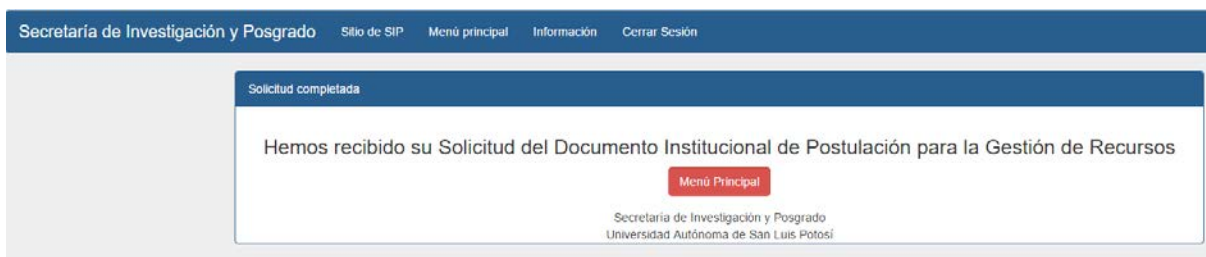 Secretaría de Investigación y Posgrado Sitio de SIP Menú principal Información Cerrar Sesión
Solicitud completada
Hemos recibido su Solicitud del Documento Institucional de Postulación para la Gestión de Recursos
Menú Principal
Secretaría de Investigación y Posgrado
Universidad Autónoma de San Luis Potosí